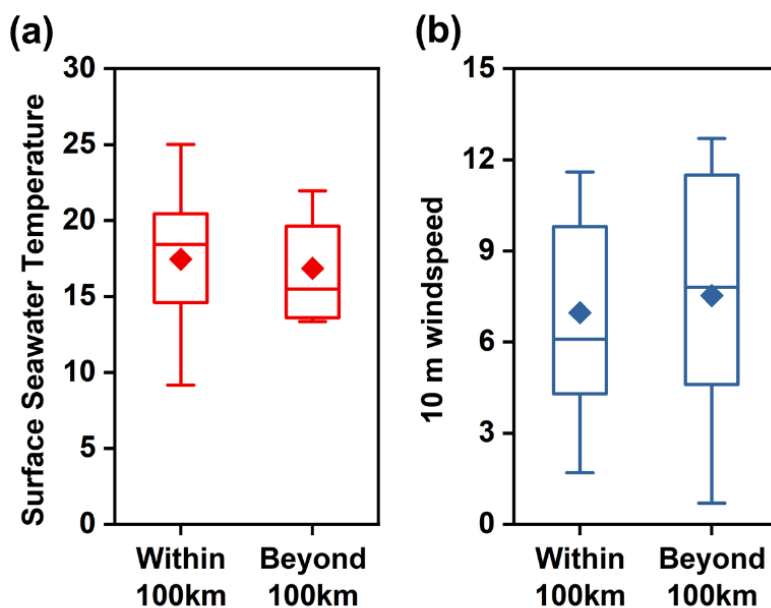 (a)
Surface Seawater Temperature
30
25
20
15
10
5
0
Within
100km
Beyond
100km
(b)
10 m windspeed
15
12
9
6
3
0
Within
100km
Beyond
100km